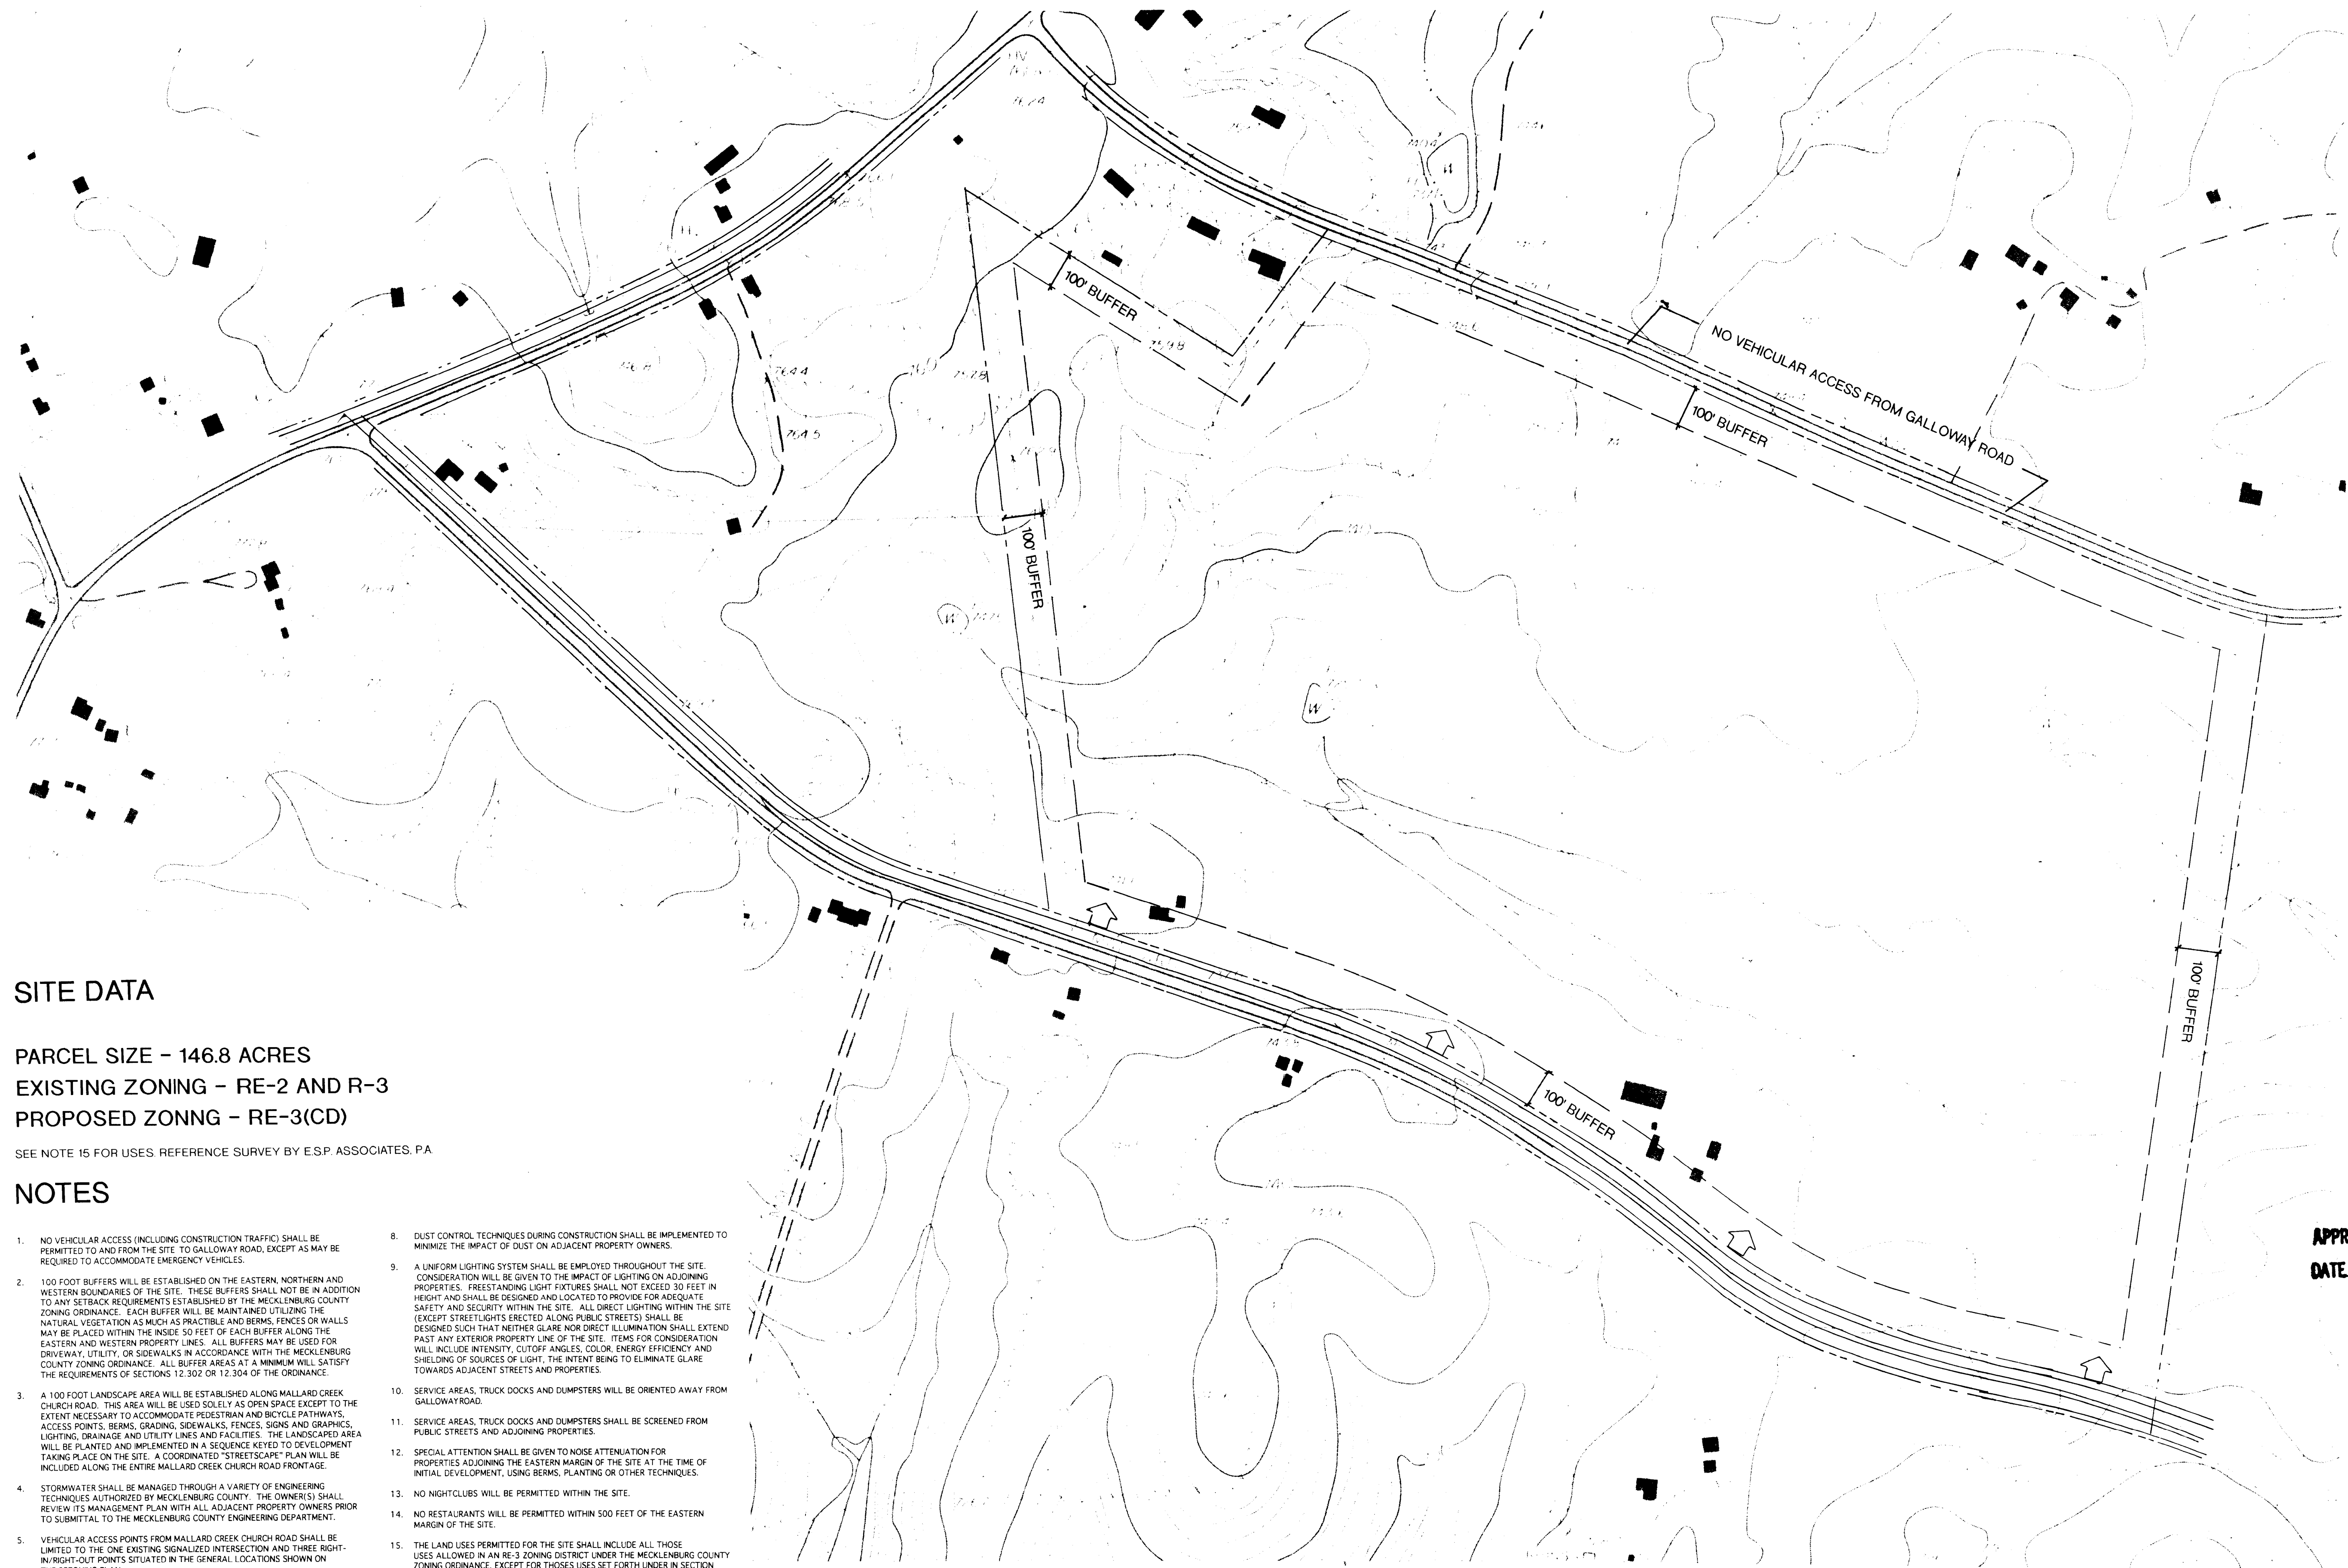 100' BUFFER
759.8
764.4
764.5
NO VEHICULAR ACCESS FROM GALLOWAY ROAD
100' BUFFER
100' BUFFER
W
W
100' BUFFER
100' BUFFER
APPR
DATE
SITE DATA
PARCEL SIZE - 146.8 ACRES
EXISTING ZONING - RE-2 AND R-3
PROPOSED ZONNG - RE-3(CD)
SEE NOTE 15 FOR USES. REFERENCE SURVEY BY E.S.P. ASSOCIATES, P.A.
NOTES
1. NO VEHICULAR ACCESS (INCLUDING CONSTRUCTION TRAFFIC) SHALL BE
PERMITTED TO AND FROM THE SITE TO GALLOWAY ROAD, EXCEPT AS MAY BE
REQUIRED TO ACCOMMODATE EMERGENCY VEHICLES.
2. 100 FOOT BUFFERS WILL BE ESTABLISHED ON THE EASTERN, NORTHERN AND
WESTERN BOUNDARIES OF THE SITE. THESE BUFFERS SHALL NOT BE IN ADDITION
TO ANY SETBACK REQUIREMENTS ESTABLISHED BY THE MECKLENBURG COUNTY
ZONING ORDINANCE. EACH BUFFER WILL BE MAINTAINED UTILIZING THE
NATURAL VEGETATION AS MUCH AS PRACTIBLE AND BERMS, FENCES OR WALLS
MAY BE PLACED WITHIN THE INSIDE 50 FEET OF EACH BUFFER ALONG THE
EASTERN AND WESTERN PROPERTY LINES. ALL BUFFERS MAY BE USED FOR
DRIVEWAY, UTILITY, OR SIDEWALKS IN ACCORDANCE WITH THE MECKLENBURG
COUNTY ZONING ORDINANCE. ALL BUFFER AREAS AT A MINIMUM WILL SATISFY
THE REQUIREMENTS OF SECTIONS 12.302 OR 12.304 OF THE ORDINANCE.
3. A 100 FOOT LANDSCAPE AREA WILL BE ESTABLISHED ALONG MALLARD CREEK
CHURCH ROAD. THIS AREA WILL BE USED SOLELY AS OPEN SPACE EXCEPT TO THE
EXTENT NECESSARY TO ACCOMMODATE PEDESTRIAN AND BICYCLE PATHWAYS,
ACCESS POINTS, BERMS, GRADING, SIDEWALKS, FENCES, SIGNS AND GRAPHICS,
LIGHTING, DRAINAGE AND UTILITY LINES AND FACILITIES. THE LANDSCAPED AREA
WILL BE PLANTED AND IMPLEMENTED IN A SEQUENCE KEYED TO DEVELOPMENT
TAKING PLACE ON THE SITE. A COORDINATED "STREETSCAPE" PLAN WILL BE
INCLUDED ALONG THE ENTIRE MALLARD CREEK CHURCH ROAD FRONTAGE.
4. STORMWATER SHALL BE MANAGED THROUGH A VARIETY OF ENGINEERING
TECHNIQUES AUTHORIZED BY MECKLENBURG COUNTY. THE OWNER(S) SHALL
REVIEW ITS MANAGEMENT PLAN WITH ALL ADJACENT PROPERTY OWNERS PRIOR
TO SUBMITTAL TO THE MECKLENBURG COUNTY ENGINEERING DEPARTMENT.
5. VEHICULAR ACCESS POINTS FROM MALLARD CREEK CHURCH ROAD SHALL BE
LIMITED TO THE ONE EXISTING SIGNALIZED INTERSECTION AND THREE RIGHT-
IN/RIGHT-OUT POINTS SITUATED IN THE GENERAL LOCATIONS SHOWN ON
8. DUST CONTROL TECHNIQUES DURING CONSTRUCTION SHALL BE IMPLEMENTED TO
MINIMIZE THE IMPACT OF DUST ON ADJACENT PROPERTY OWNERS.
9. A UNIFORM LIGHTING SYSTEM SHALL BE EMPLOYED THROUGHOUT THE SITE.
CONSIDERATION WILL BE GIVEN TO THE IMPACT OF LIGHTING ON ADJOINING
PROPERTIES. FREESTANDING LIGHT FIXTURES SHALL NOT EXCEED 30 FEET IN
HEIGHT AND SHALL BE DESIGNED AND LOCATED TO PROVIDE FOR ADEQUATE
SAFETY AND SECURITY WITHIN THE SITE. ALL DIRECT LIGHTING WITHIN THE SITE
(EXCEPT STREETLIGHTS ERECTED ALONG PUBLIC STREETS) SHALL BE
DESIGNED SUCH THAT NEITHER GLARE NOR DIRECT ILLUMINATION SHALL EXTEND
PAST ANY EXTERIOR PROPERTY LINE OF THE SITE. ITEMS FOR CONSIDERATION
WILL INCLUDE INTENSITY, CUTOFF ANGLES, COLOR, ENERGY EFFICIENCY AND
SHIELDING OF SOURCES OF LIGHT, THE INTENT BEING TO ELIMINATE GLARE
TOWARDS ADJACENT STREETS AND PROPERTIES.
10. SERVICE AREAS, TRUCK DOCKS AND DUMPSTERS WILL BE ORIENTED AWAY FROM
GALLOWAY ROAD.
11. SERVICE AREAS, TRUCK DOCKS AND DUMPSTERS SHALL BE SCREENED FROM
PUBLIC STREETS AND ADJOINING PROPERTIES.
12. SPECIAL ATTENTION SHALL BE GIVEN TO NOISE ATTENUATION FOR
PROPERTIES ADJOINING THE EASTERN MARGIN OF THE SITE AT THE TIME OF
INITIAL DEVELOPMENT, USING BERMS, PLANTING OR OTHER TECHNIQUES.
13. NO NIGHTCLUBS WILL BE PERMITTED WITHIN THE SITE.
14. NO RESTAURANTS WILL BE PERMITTED WITHIN 500 FEET OF THE EASTERN
MARGIN OF THE SITE.
15. THE LAND USES PERMITTED FOR THE SITE SHALL INCLUDE ALL THOSE
USES ALLOWED IN AN RE-3 ZONING DISTRICT UNDER THE MECKLENBURG COUNTY
ZONING ORDINANCE, EXCEPT FOR THOSES USES SET FORTH UNDER IN SECTION